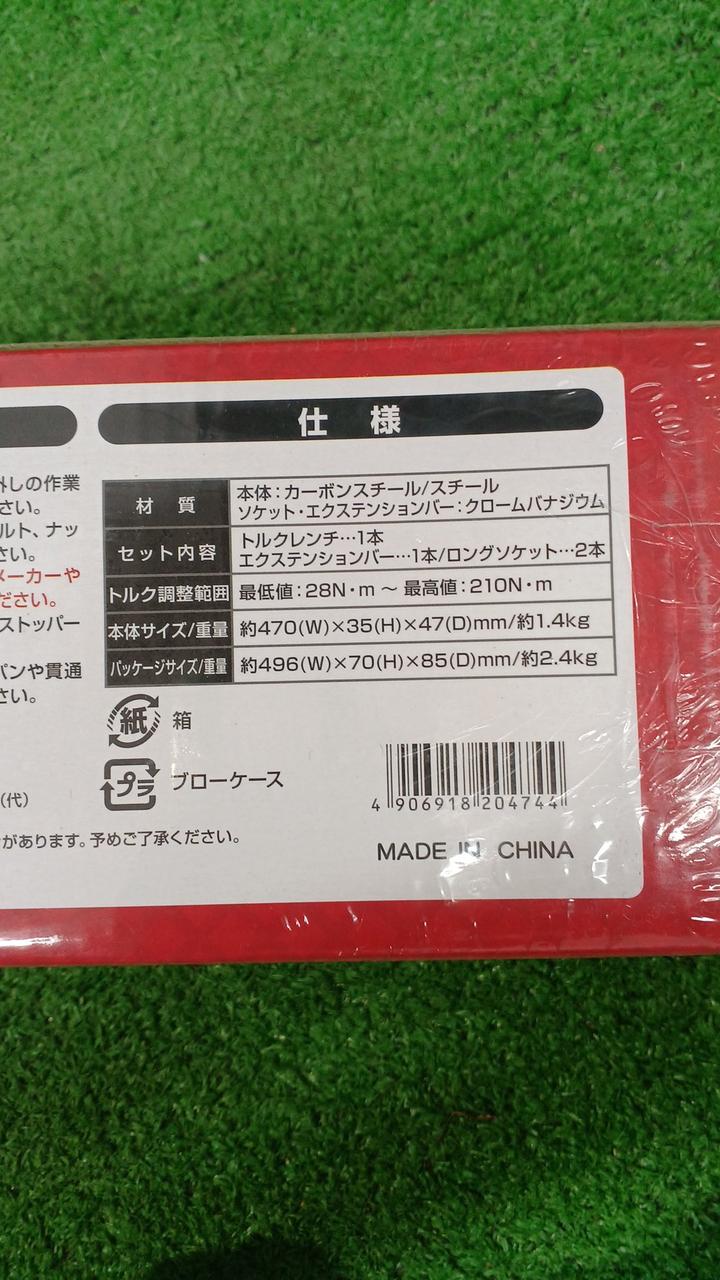 仕 様
材 質
本体：カーボンスチール/スチール
ソケット・エクステンションバー：クロームバナジウム
セット内容
トルクレンチ…1本
エクステンションバー…1本/ロングソケット…2本
トルク調整範囲
最低値：28N・m ～ 最高値：210N・m
本体サイズ/重量
約470(W)×35(H)×47(D)mm/約1.4kg
パッケージサイズ/重量
約496(W)×70(H)×85(D)mm/約2.4kg
紙 箱
プラ ブローケース
4 906918 204744
MADE IN CHINA
外しの作業
さい。
ルト、ナッ
さい。
メーカーや
ださい。
ストッパー
パンや貫通
さい。
(代)
があります。予めご了承ください。